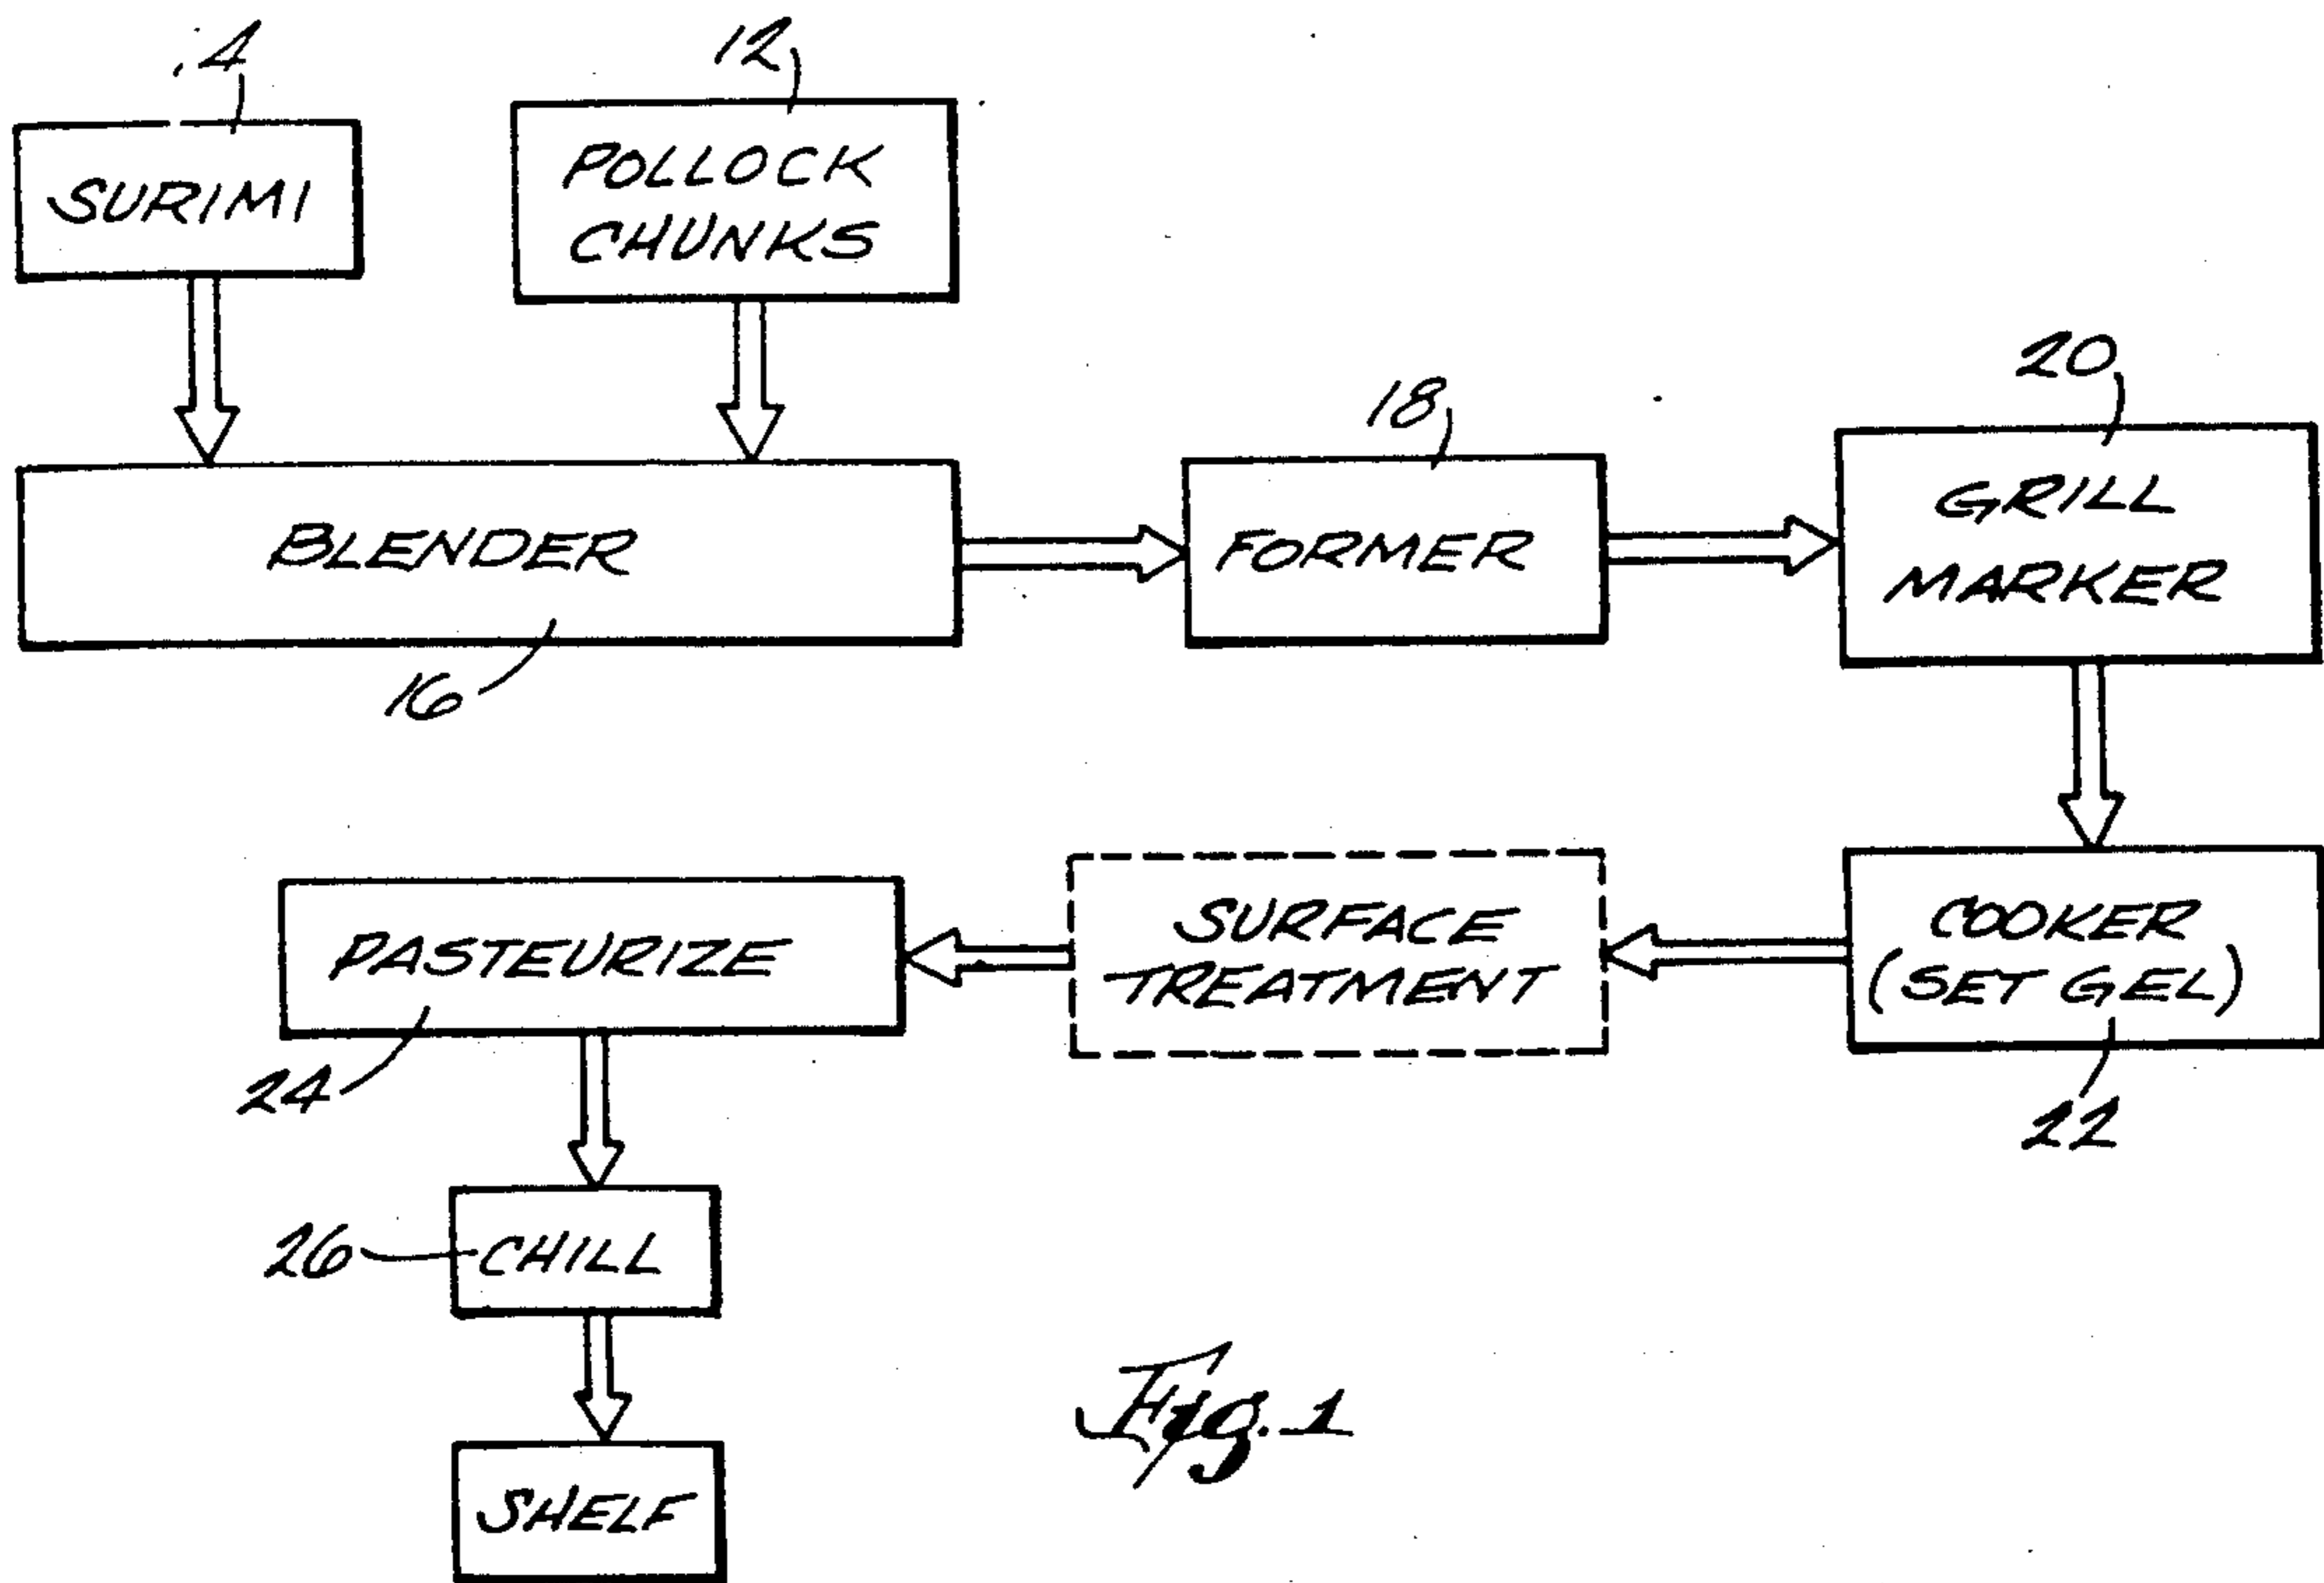 .4
12
SURIMI
POLLOCK
CHUNKS
18
20
BLENDER
FORMER
GRILL
MARKER
16
PASTEURIZE
SURFACE
TREATMENT
COOKER
(SET GEL)
24
22
26
CHILL
SHELF
Fig. 1